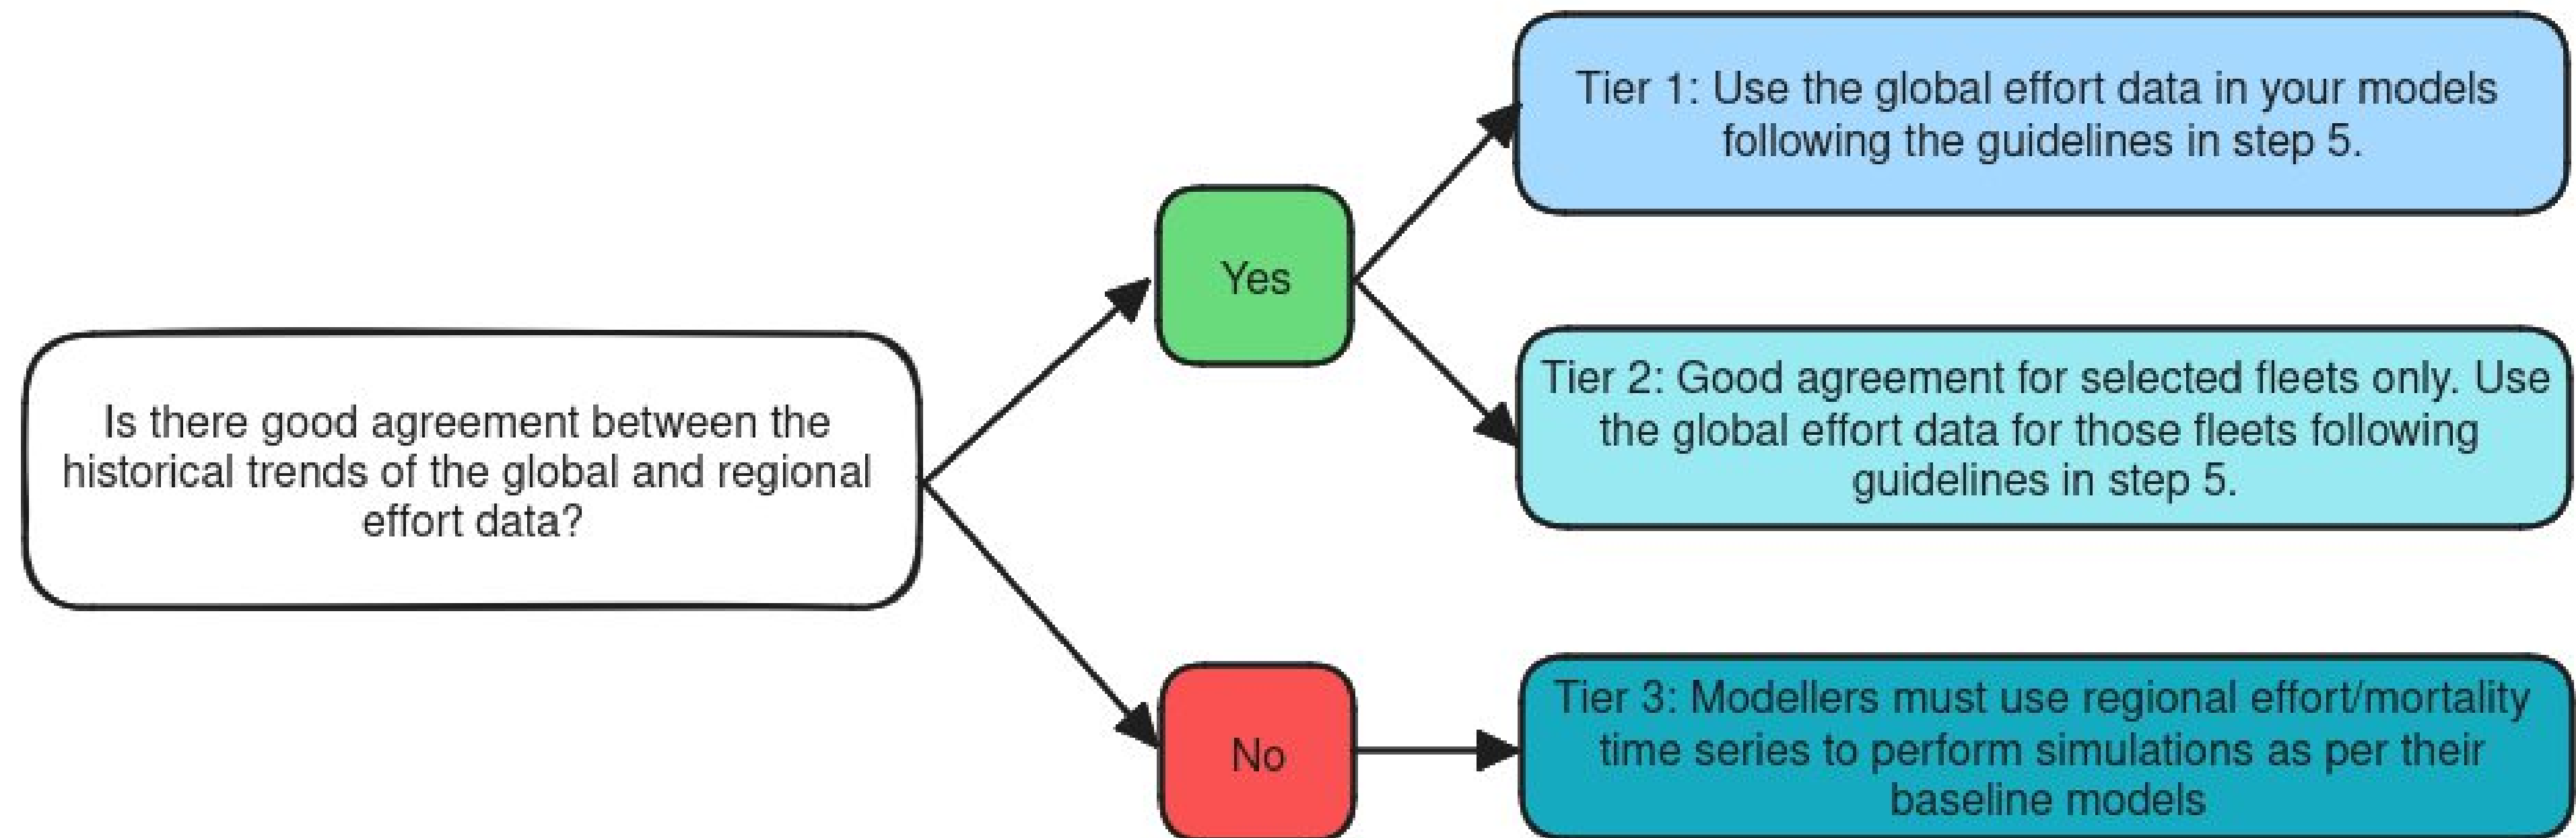 Is there good agreement between the
historical trends of the global and regional
effort data?
Yes
Tier 1: Use the global effort data in your models
following the guidelines in step 5.
Tier 2: Good agreement for selected fleets only. Use
the global effort data for those fleets following
guidelines in step 5.
No
Tier 3: Modellers must use regional effort/mortality
time series to perform simulations as per their
baseline models